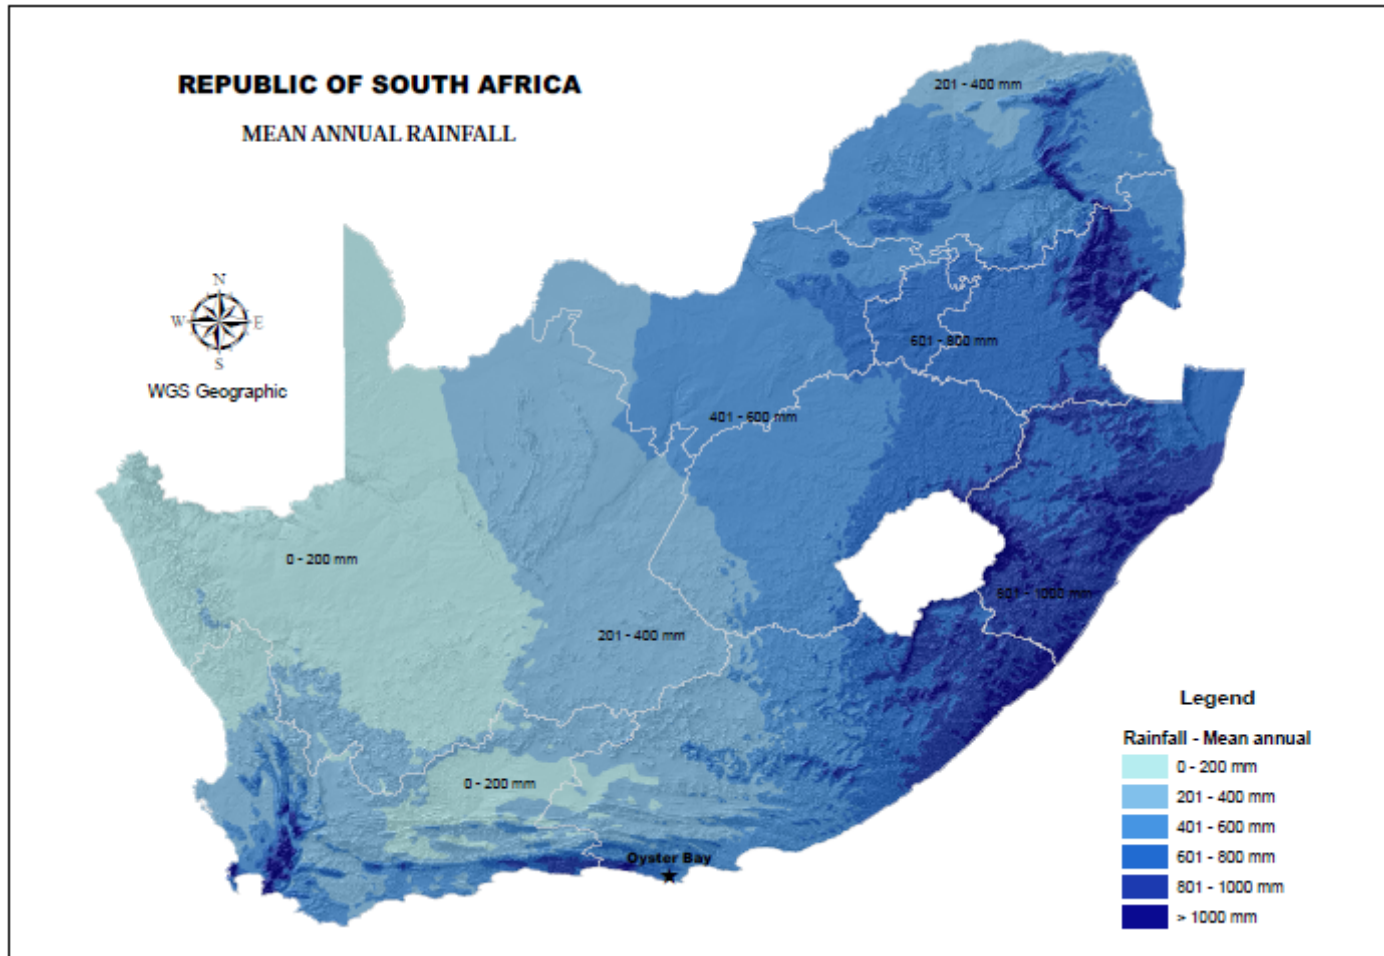 REPUBLIC OF SOUTH AFRICA
MEAN ANNUAL RAINFALL
201 - 400 mm
N
W
E
S
WGS Geographic
601 - 800 mm
401 - 600 mm
0 - 200 mm
801 - 1000 mm
201 - 400 mm
0 - 200 mm
Oyster Bay
Legend
Rainfall - Mean annual
0 - 200 mm
201 - 400 mm
401 - 600 mm
601 - 800 mm
801 - 1000 mm
> 1000 mm